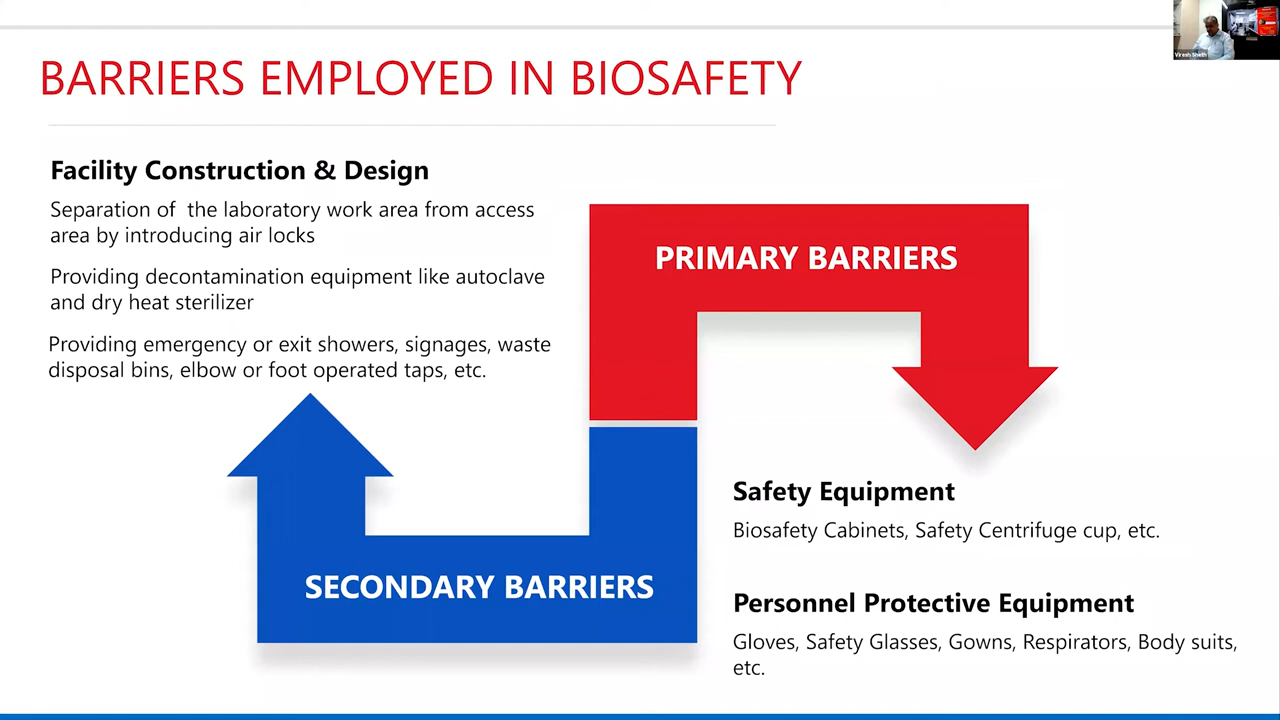 BARRIERS EMPLOYED IN BIOSAFETY
Facility Construction & Design
Separation of the laboratory work area from access
area by introducing air locks
Providing decontamination equipment like autoclave
and dry heat sterilizer
Providing emergency or exit showers, signages, waste
disposal bins, elbow or foot operated taps, etc.
PRIMARY BARRIERS
SECONDARY BARRIERS
Safety Equipment
Biosafety Cabinets, Safety Centrifuge cup, etc.
Personnel Protective Equipment
Gloves, Safety Glasses, Gowns, Respirators, Body suits,
etc.
Viresh Sheth